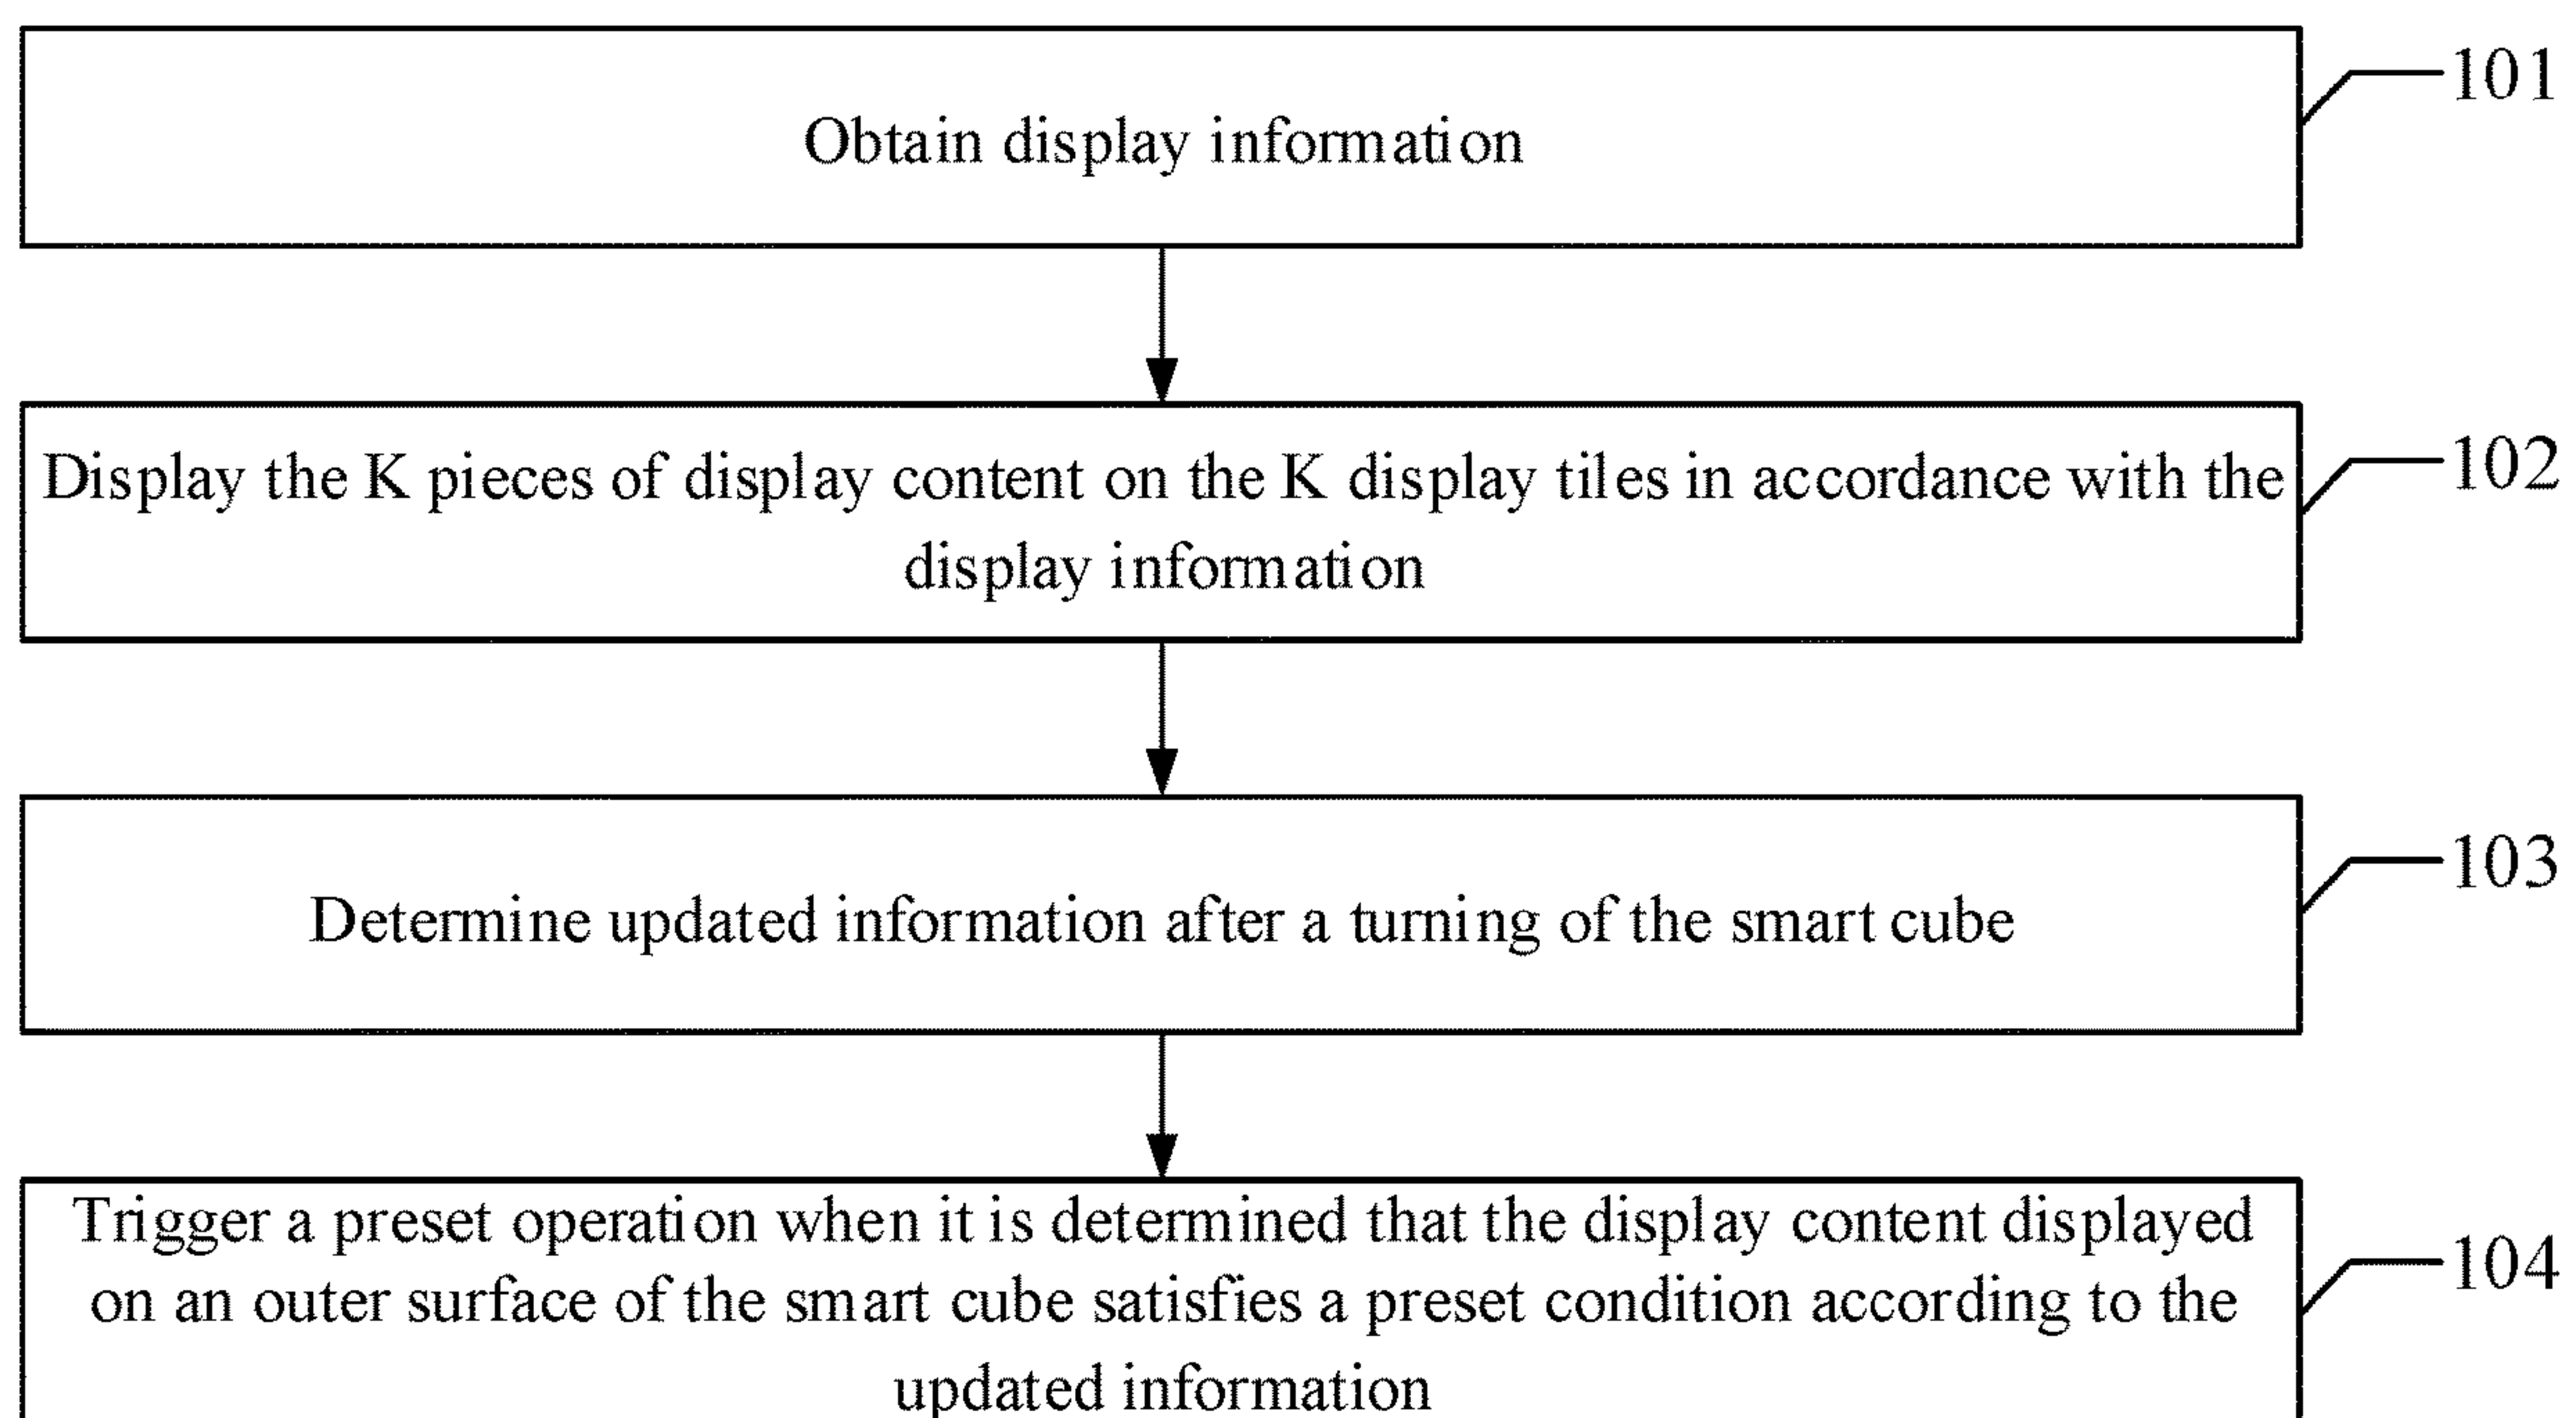 Obtain display information
101
Display the K pieces of display content on the K display tiles in accordance with the
display information
102
Determine updated information after a turning of the smart cube
103
Trigger a preset operation when it is determined that the display content displayed
on an outer surface of the smart cube satisfies a preset condition according to the
updated information
104